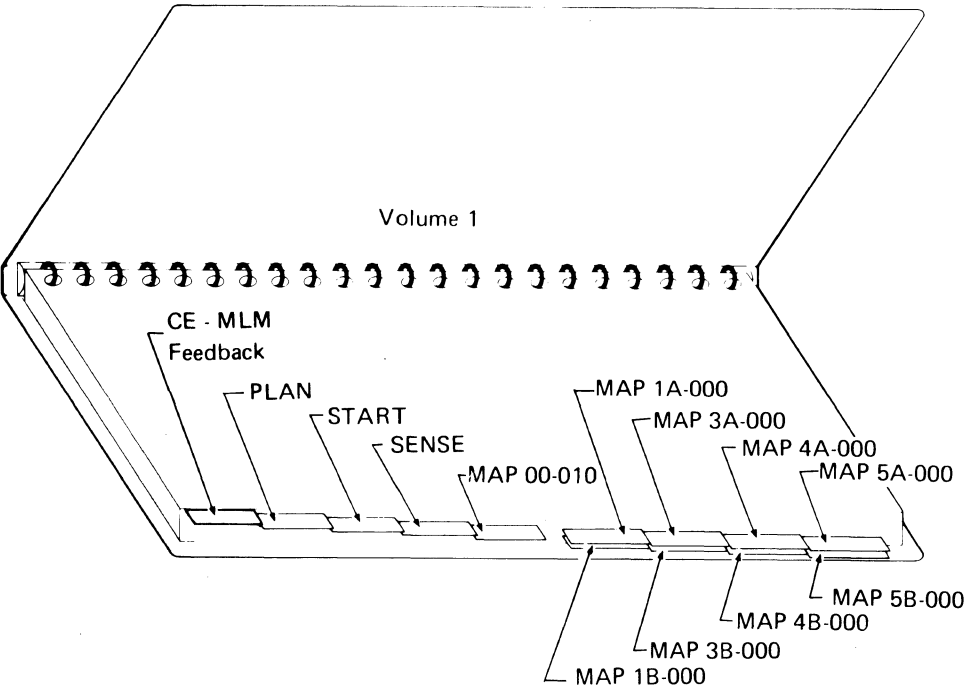 Volume 1
CE - MLM
Feedback
PLAN
START
SENSE
MAP 00-010
MAP 1A-000
MAP 3A-000
MAP 4A-000
MAP 5A-000
MAP 5B-000
MAP 4B-000
MAP 3B-000
MAP 1B-000